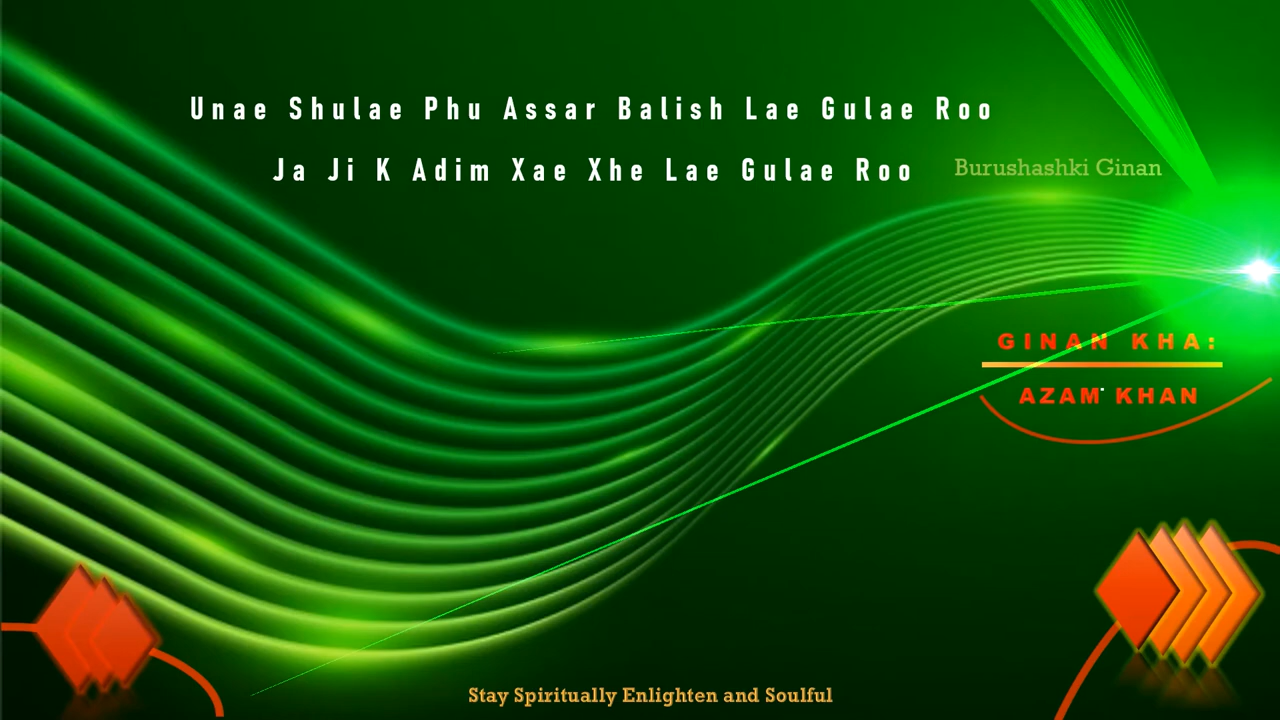 Unae Shulae Phu Assar Balish Lae Gulae Roo
Ja Ji K Adim Xae Xhe Lae Gulae Roo
Burushashki Ginan
GINAN KHA:
AZAM KHAN
Stay Spiritually Enlighten and Soulful